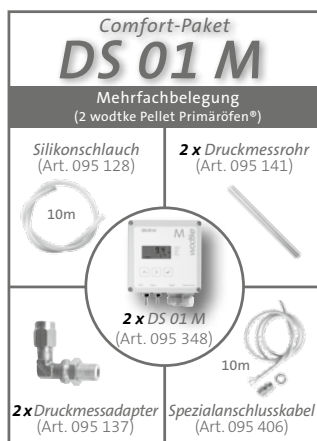 Comfort-Paket
DS 01 M
Mehrfachbelegung
(2 wodtke Pellet Primäröfen®)
Silikonschlauch
(Art. 095 128)
10m
2 x Druckmessrohr
(Art. 095 141)
M
wodtke
2 x DS 01 M
(Art. 095 348)
10m
2 x Druckmessadapter
(Art. 095 137)
Spezialanschlusskabel
(Art. 095 406)